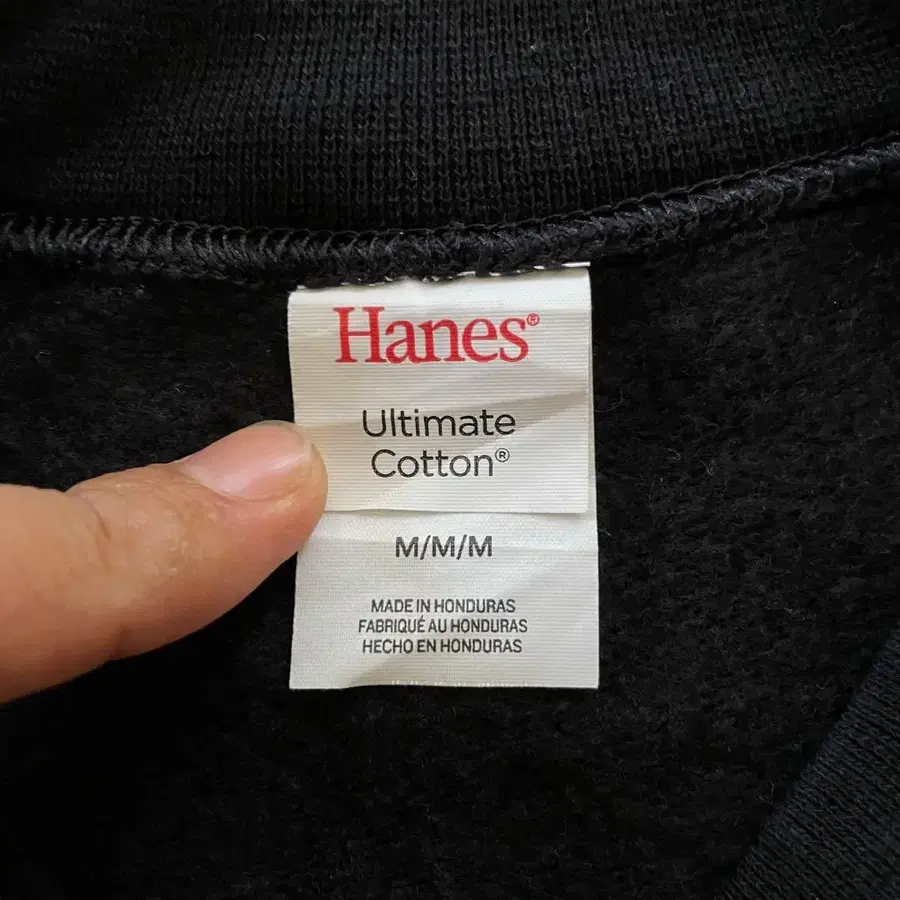 Hanes®
Ultimate
Cotton®
M/M/M
MADE IN HONDURAS
FABRIQUÉ AU HONDURAS
HECHO EN HONDURAS